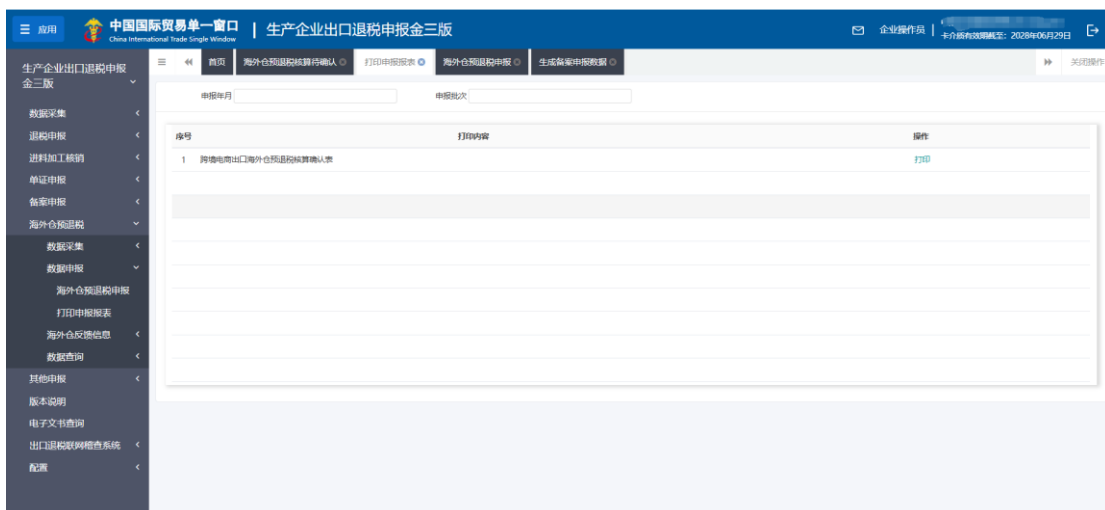 应用
中国国际贸易单一窗口
China International Trade Single Window
生产企业出口退税申报金三版
企业操作员
卡介质有效期截至：2028年06月29日
首页
海外仓预退税核算待确认
打印申报报表
海外仓预退税申报
生成备案申报数据
关闭操作
生产企业出口退税申报
金三版
数据采集
退税申报
进料加工核销
单证申报
备案申报
海外仓预退税
数据采集
数据申报
海外仓预退税申报
打印申报报表
海外仓反馈信息
数据查询
其他申报
版本说明
电子文书查询
出口退税联网稽查系统
配置
申报年月
申报批次
序号 打印内容 操作
1 跨境电商出口海外仓预退税核算确认表 打印